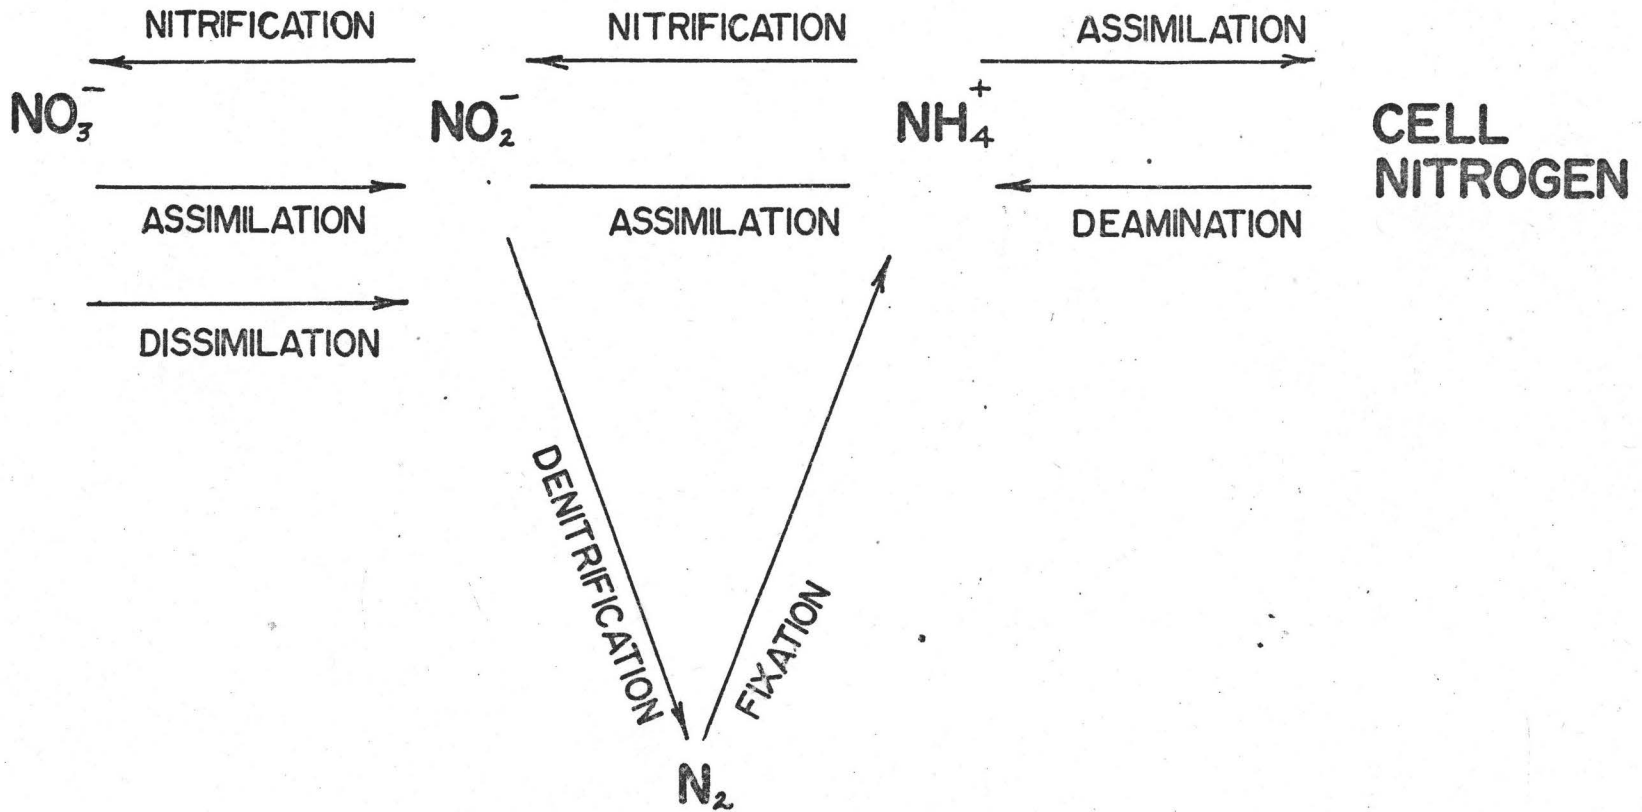 NITRIFICATION
NITRIFICATION
ASSIMILATION
NO₃⁻
NO₂⁻
NH₄⁺
CELL
NITROGEN
ASSIMILATION
ASSIMILATION
DEAMINATION
DISSIMILATION
DENITRIFICATION
FIXATION
N₂